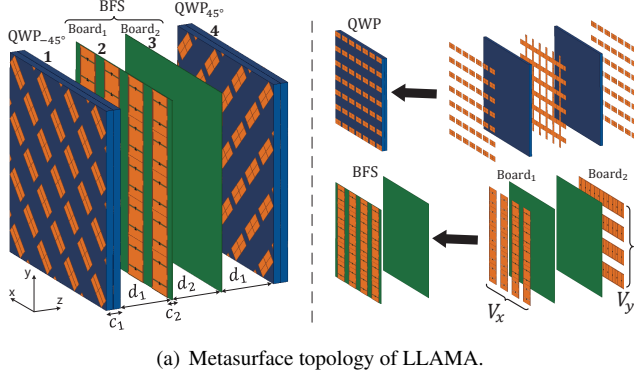 BFS
QWP−45° Board1 Board2 QWP45°
1 2 3 4
d1 d2 d1
c1 c2
y
x z
QWP
BFS
Board1 Board2
Vx Vy
(a) Metasurface topology of LLAMA.